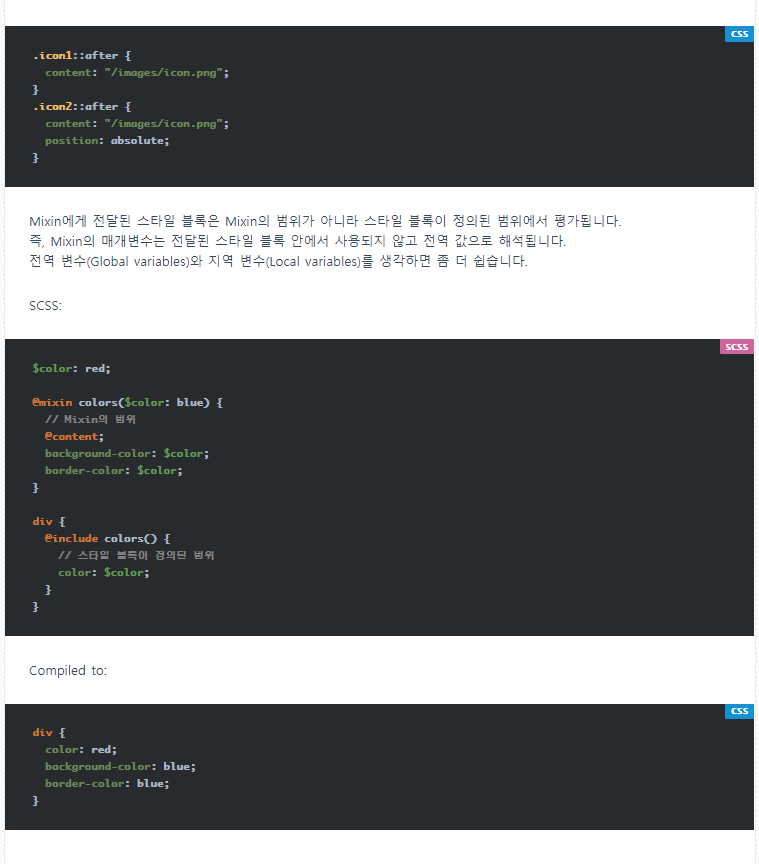 CSS
.icon1::after {
  content: "/images/icon.png";
}
.icon2::after {
  content: "/images/icon.png";
  position: absolute;
}
Mixin에게 전달된 스타일 블록은 Mixin의 범위가 아니라 스타일 블록이 정의된 범위에서 평가됩니다.
즉, Mixin의 매개변수는 전달된 스타일 블록 안에서 사용되지 않고 전역 값으로 해석됩니다.
전역 변수(Global variables)와 지역 변수(Local variables)를 생각하면 좀 더 쉽습니다.
SCSS:
SCSS
$color: red;
@mixin colors($color: blue) {
  // Mixin의 범위
  @content;
  background-color: $color;
  border-color: $color;
}
div {
  @include colors() {
    // 스타일 블록이 정의된 범위
    color: $color;
  }
}
Compiled to:
CSS
div {
  color: red;
  background-color: blue;
  border-color: blue;
}